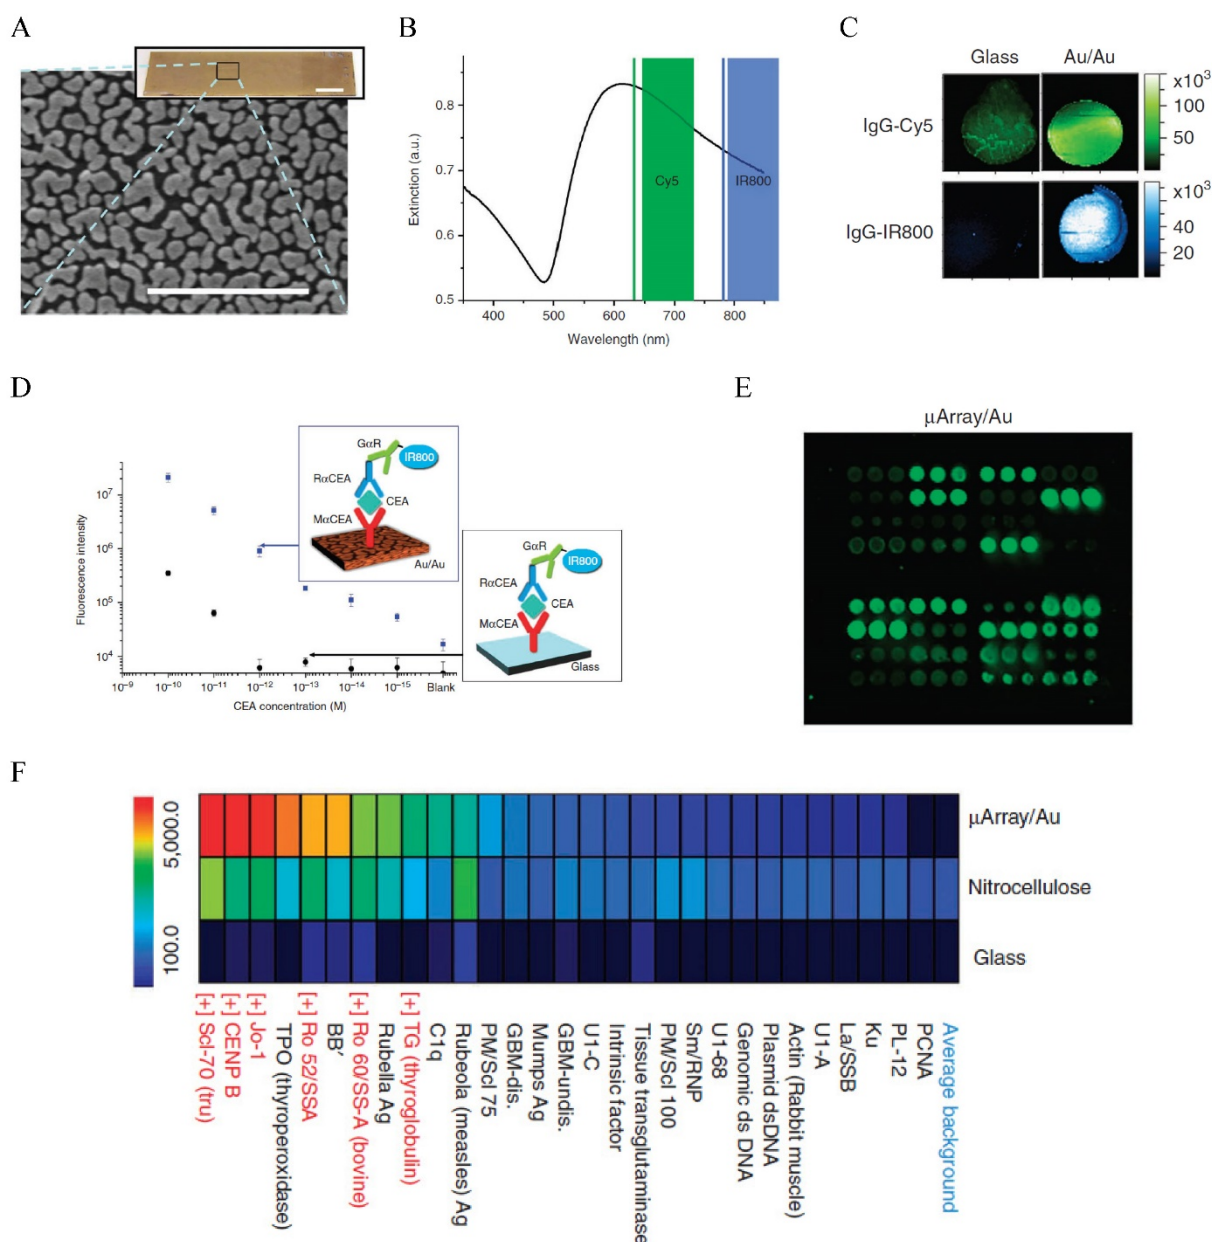 A
B
Extinction (a.u.)
0.8
0.7
0.6
0.5
Cy5
IR800
400
500
600
700
800
Wavelength (nm)
C
Glass
Au/Au
IgG-Cy5
x10³
100
50
IgG-IR800
x10³
40
20
D
Fluorescence intensity
10⁷
10⁶
10⁵
10⁴
10⁻⁹
10⁻¹⁰
10⁻¹¹
10⁻¹²
10⁻¹³
10⁻¹⁴
10⁻¹⁵
Blank
CEA concentration (M)
GαR
IR800
RαCEA
CEA
MαCEA
Au/Au
GαR
IR800
RαCEA
CEA
MαCEA
Glass
E
μArray/Au
F
5,000.0
100.0
μArray/Au
Nitrocellulose
Glass
[+] Scl-70 (tru)
[+] CENP B
[+] Jo-1
TPO (thyroperoxidase)
[+] Ro 52/SSA
BB′
[+] Ro 60/SS-A (bovine)
Rubella Ag
[+] TG (thyroglobulin)
C1q
Rubeola (measles) Ag
PM/Scl 75
GBM-dis.
Mumps Ag
GBM-undis.
U1-C
Intrinsic factor
Tissue transglutaminase
PM/Scl 100
Sm/RNP
U1-68
Genomic ds DNA
Plasmid dsDNA
Actin (Rabbit muscle)
U1-A
La/SSB
Ku
PL-12
PCNA
Average background